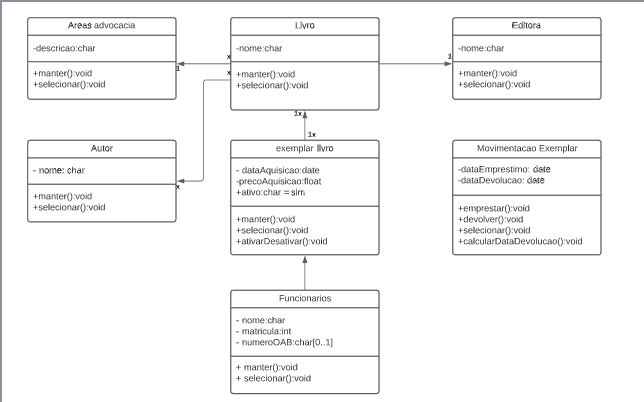 Areas advocacia
-descricao:char
+manter():void
+selecionar():void
Livro
-nome:char
+manter():void
+selecionar():void
Editora
-nome:char
+manter():void
+selecionar():void
x
1
x
1
x
Autor
- nome: char
+manter():void
+selecionar():void
1x
1x
exemplar livro
- dataAquisicao:date
-precoAquisicao:float
+ativo:char = sim
+manter():void
+selecionar():void
+ativarDesativar():void
Movimentacao Exemplar
-dataEmprestimo: date
-dataDevolucao: date
+emprestar():void
+devolver():void
+selecionar():void
+calcularDataDevolucao():void
Funcionarios
- nome:char
- matricula:int
- numeroOAB:char[0..1]
+ manter():void
+ selecionar():void